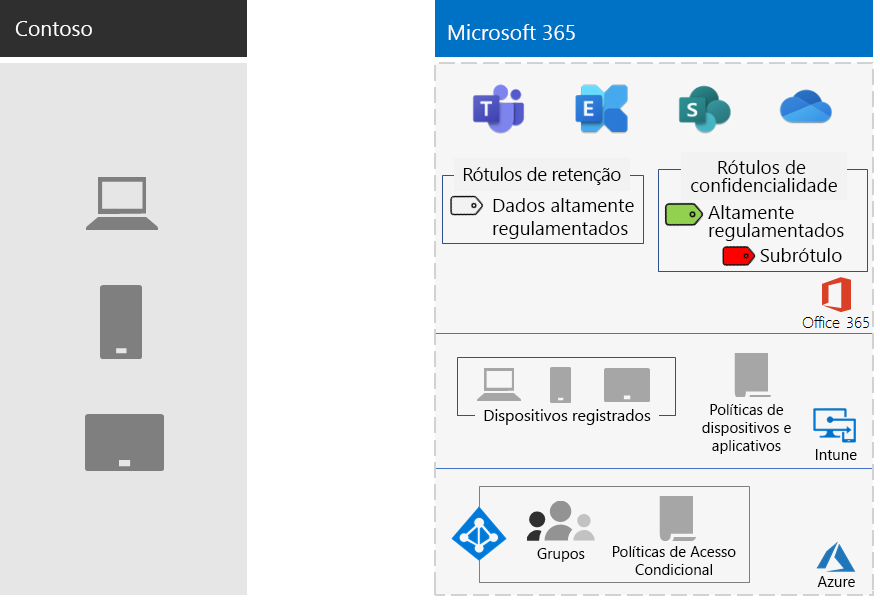 Contoso
Microsoft 365
T
E
S
Rótulos de retenção
Dados altamente
regulamentados
Rótulos de
confidencialidade
Altamente
regulamentados
Subrótulo
Office 365
Dispositivos registrados
Políticas de
dispositivos e
aplicativos
Intune
Grupos
Políticas de Acesso
Condicional
Azure